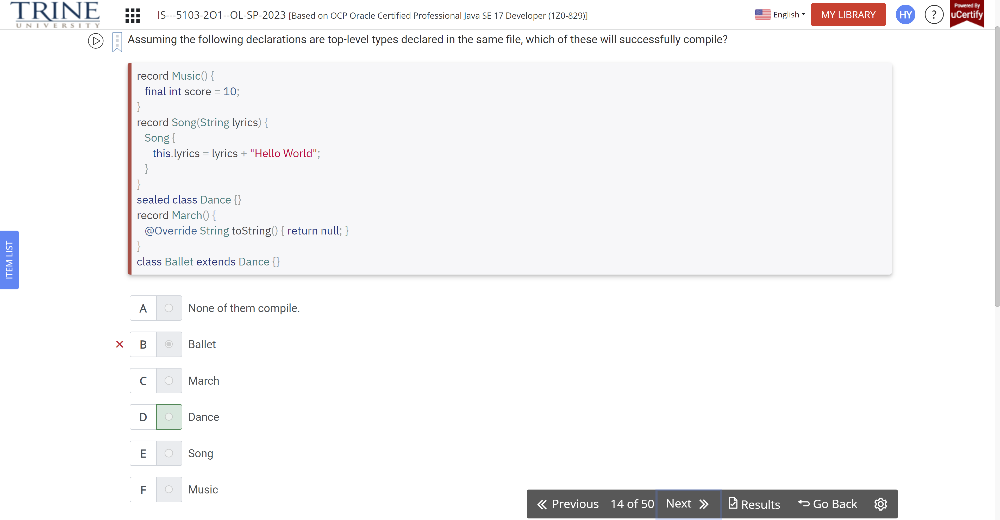 TRINE
UNIVERSITY
IS---5103-2O1--OL-SP-2023 [Based on OCP Oracle Certified Professional Java SE 17 Developer (1Z0-829)]
English
MY LIBRARY
HY
?
Powered By
uCertify
Assuming the following declarations are top-level types declared in the same file, which of these will successfully compile?
record Music() {
final int score = 10;
}
record Song(String lyrics) {
Song {
this.lyrics = lyrics + "Hello World";
}
}
sealed class Dance {}
record March() {
@Override String toString() { return null; }
}
class Ballet extends Dance {}
ITEM LIST
A None of them compile.
B Ballet
C March
D Dance
E Song
F Music
Previous 14 of 50 Next Results Go Back